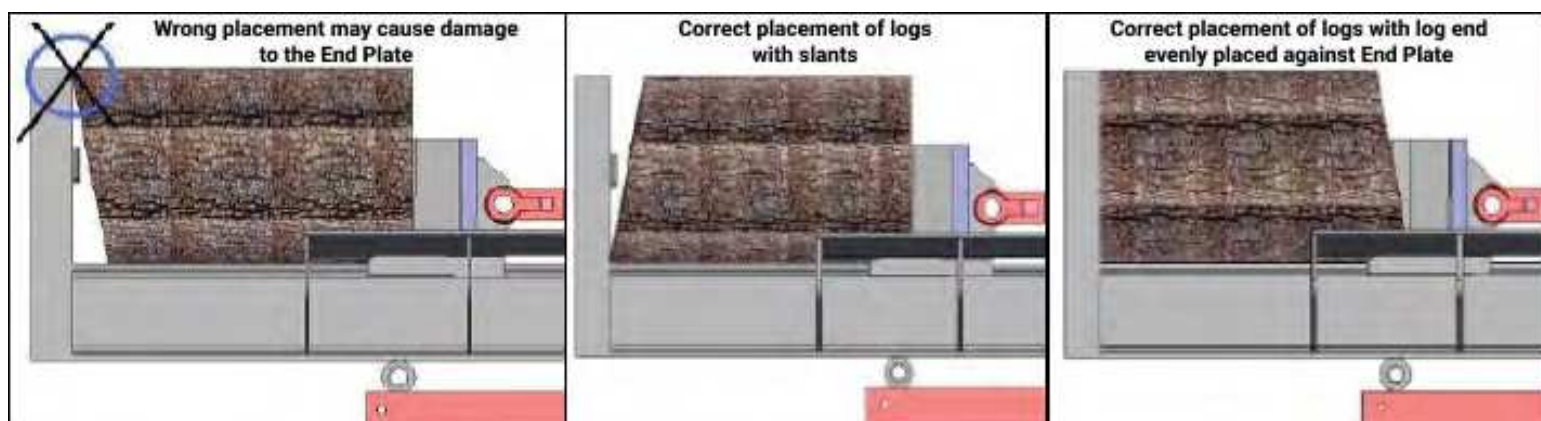 Wrong placement may cause damage
to the End Plate
Correct placement of logs
with slants
Correct placement of logs with log end
evenly placed against End Plate